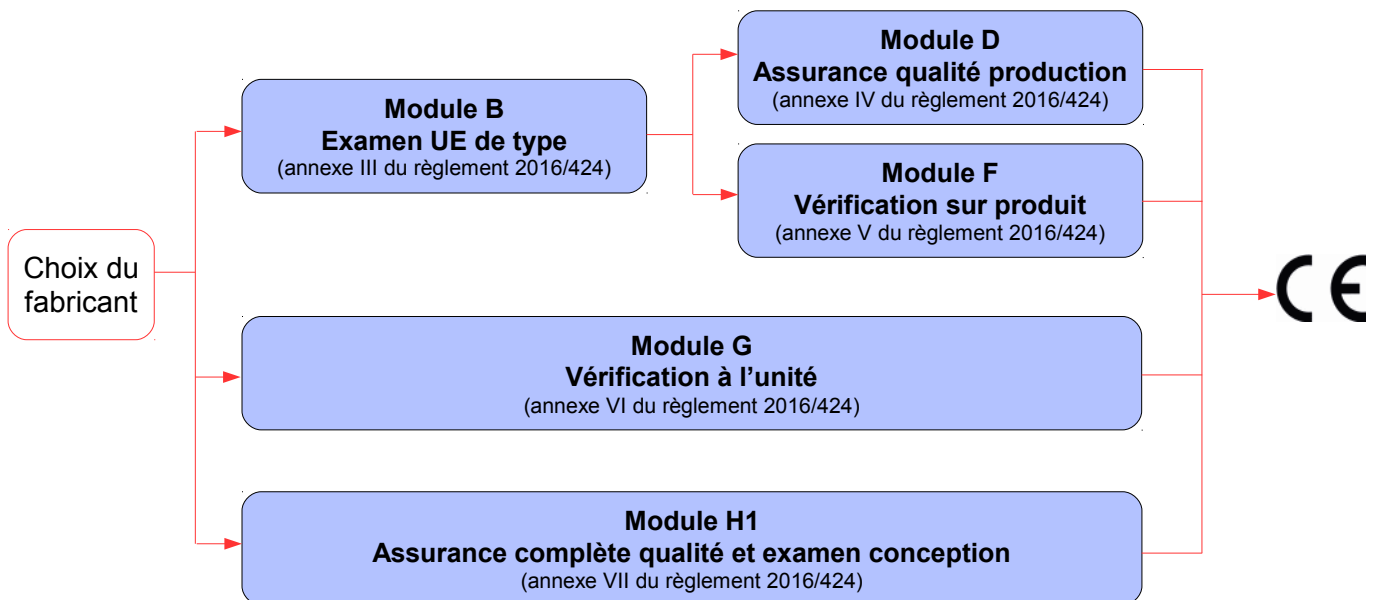 Module D
Assurance qualité production
(annexe IV du règlement 2016/424)
Module B
Examen UE de type
(annexe III du règlement 2016/424)
Module F
Vérification sur produit
(annexe V du règlement 2016/424)
Choix du
fabricant
CE
Module G
Vérification à l’unité
(annexe VI du règlement 2016/424)
Module H1
Assurance complète qualité et examen conception
(annexe VII du règlement 2016/424)